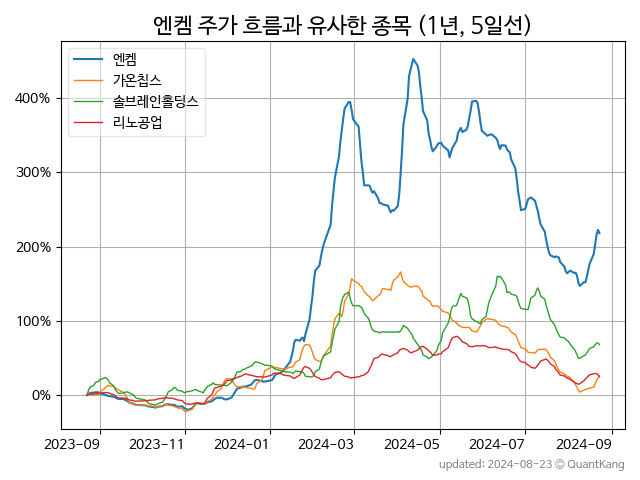 엔켐 주가 흐름과 유사한 종목 (1년, 5일선)
엔켐
가온칩스
솔브레인홀딩스
리노공업
400%
300%
200%
100%
0%
2023-09 2023-11 2024-01 2024-03 2024-05 2024-07 2024-09
updated: 2024-08-23 © QuantKang